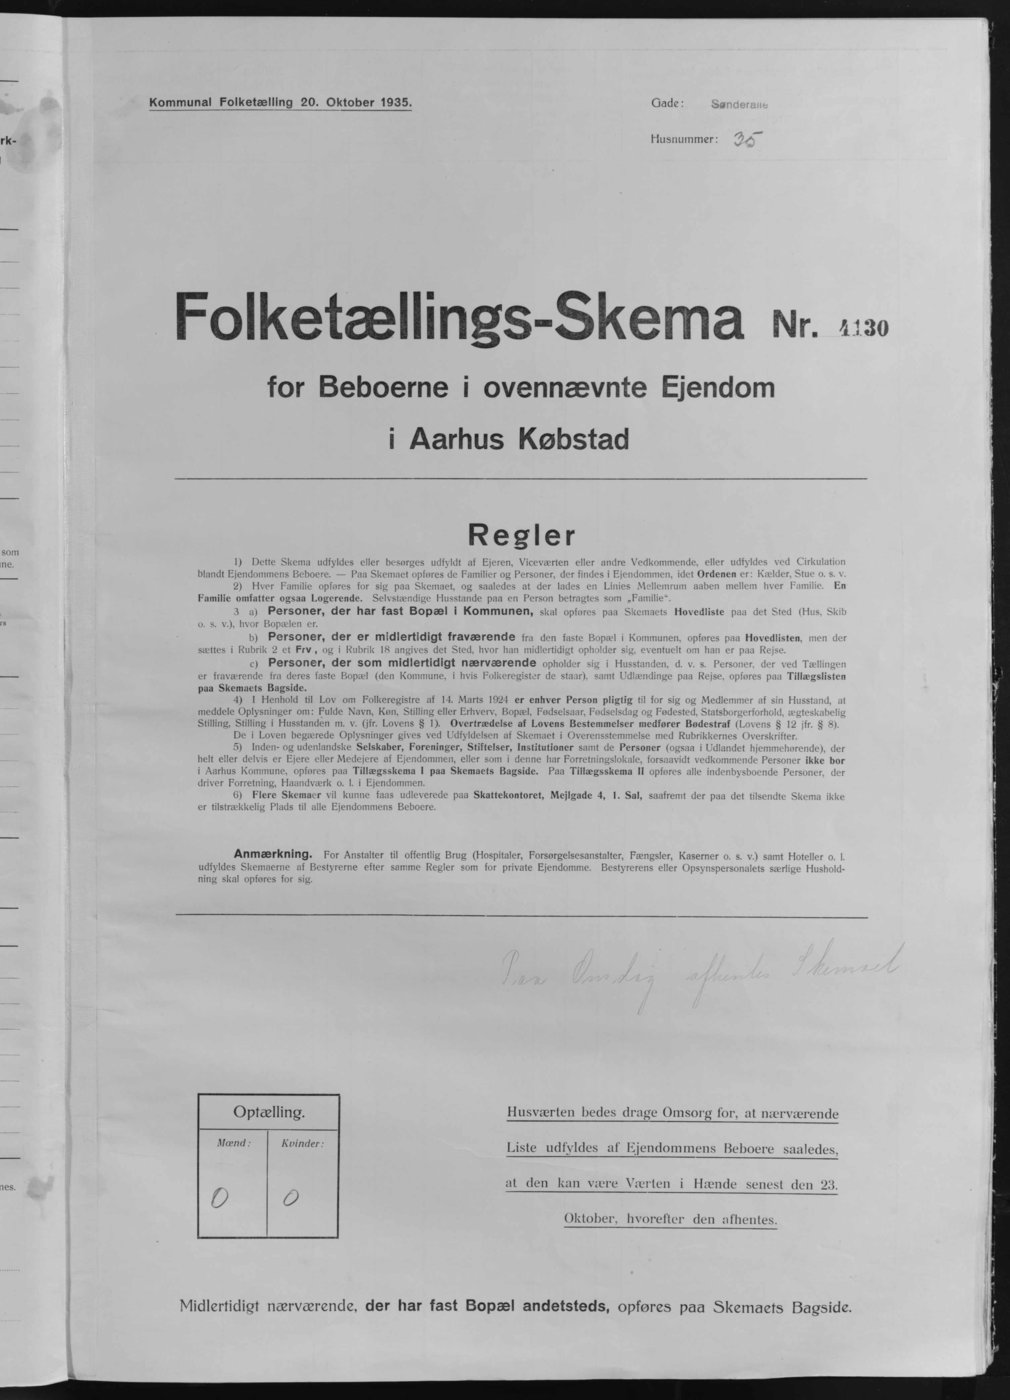 Kommunal Folketælling 20. Oktober 1935.
Gade: Sønderalle
Husnummer: 35
Folketællings-Skema Nr. 4130
for Beboerne i ovennævnte Ejendom
i Aarhus Købstad
Regler
1) Dette Skema udfyldes eller besørges udfyldt af Ejeren, Viceværten eller andre Vedkommende, eller udfyldes ved Cirkulation
blandt Ejendommens Beboere. — Paa Skemaet opføres de Familier og Personer, der findes i Ejendommen, idet Ordenen er: Kælder, Stue o. s. v.
2) Hver Familie opføres for sig paa Skemaet, og saaledes at der lades en Linies Mellemrum aaben mellem hver Familie. En
Familie omfatter ogsaa Logerende. Selvstændige Husstande paa en Person betragtes som „Familie“.
3 a) Personer, der har fast Bopæl i Kommunen, skal opføres paa Skemaets Hovedliste paa det Sted (Hus, Skib
o. s. v.), hvor Bopælen er.
b) Personer, der er midlertidigt fraværende fra den faste Bopæl i Kommunen, opføres paa Hovedlisten, men der
sættes i Rubrik 2 et Frv, og i Rubrik 18 angives det Sted, hvor han midlertidigt opholder sig, eventuelt om han er paa Rejse.
c) Personer, der som midlertidigt nærværende opholder sig i Husstanden, d. v. s. Personer, der ved Tællingen
er fraværende fra deres faste Bopæl (den Kommune, i hvis Folkeregister de staar), samt Udlændinge paa Rejse, opføres paa Tillægslisten
paa Skemaets Bagside.
4) I Henhold til Lov om Folkeregistre af 14. Marts 1924 er enhver Person pligtig til for sig og Medlemmer af sin Husstand, at
meddele Oplysninger om: Fulde Navn, Køn, Stilling eller Erhverv, Bopæl, Fødselsaar, Fødselsdag og Fødested, Statsborgerforhold, ægteskabelig
Stilling, Stilling i Husstanden m. v. (jfr. Lovens § 1). Overtrædelse af Lovens Bestemmelser medfører Bødestraf (Lovens § 12 jfr. § 8).
De i Loven begærede Oplysninger gives ved Udfyldelsen af Skemaet i Overensstemmelse med Rubrikkernes Overskrifter.
5) Inden- og udenlandske Selskaber, Foreninger, Stiftelser, Institutioner samt de Personer (ogsaa i Udlandet hjemmehørende), der
helt eller delvis er Ejere eller Medejere af Ejendommen, eller som i denne har Forretningslokale, forsaavidt vedkommende Personer ikke bor
i Aarhus Kommune, opføres paa Tillægsskema I paa Skemaets Bagside. Paa Tillægsskema II opføres alle indenbysboende Personer, der
driver Forretning, Haandværk o. l. i Ejendommen.
6) Flere Skemaer vil kunne faas udleverede paa Skattekontoret, Mejlgade 4, 1. Sal, saafremt der paa det tilsendte Skema ikke
er tilstrækkelig Plads til alle Ejendommens Beboere.
Anmærkning. For Anstalter til offentlig Brug (Hospitaler, Forsørgelsesanstalter, Fængsler, Kaserner o. s. v.) samt Hoteller o. l.
udfyldes Skemaerne af Bestyrerne efter samme Regler som for private Ejendomme. Bestyrerens eller Opsynspersonalets særlige Hushold-
ning skal opføres for sig.
Paa Onsdag afhentes Skemaet
Optælling.
Mænd: Kvinder:
0 0
Husværten bedes drage Omsorg for, at nærværende
Liste udfyldes af Ejendommens Beboere saaledes,
at den kan være Værten i Hænde senest den 23.
Oktober, hvorefter den afhentes.
Midlertidigt nærværende, der har fast Bopæl andetsteds, opføres paa Skemaets Bagside.